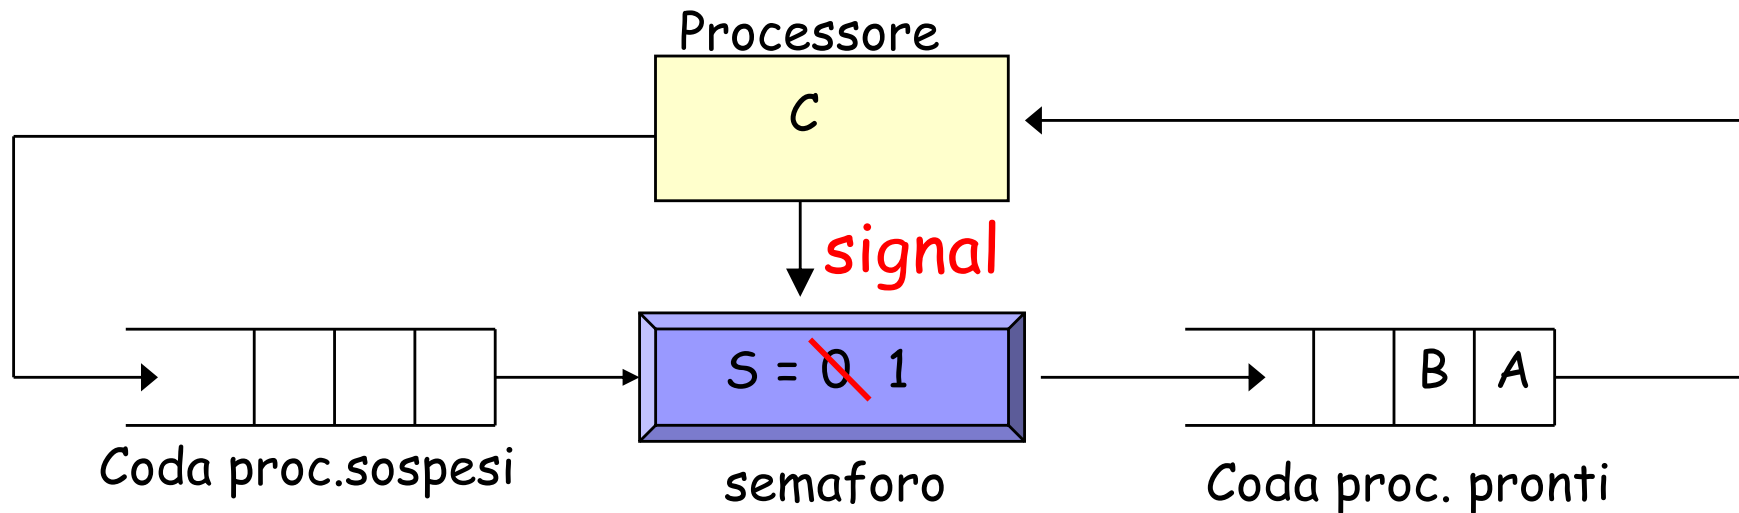 Processore
C
signal
S = 0 1
B A
Coda proc.sospesi
semaforo
Coda proc. pronti